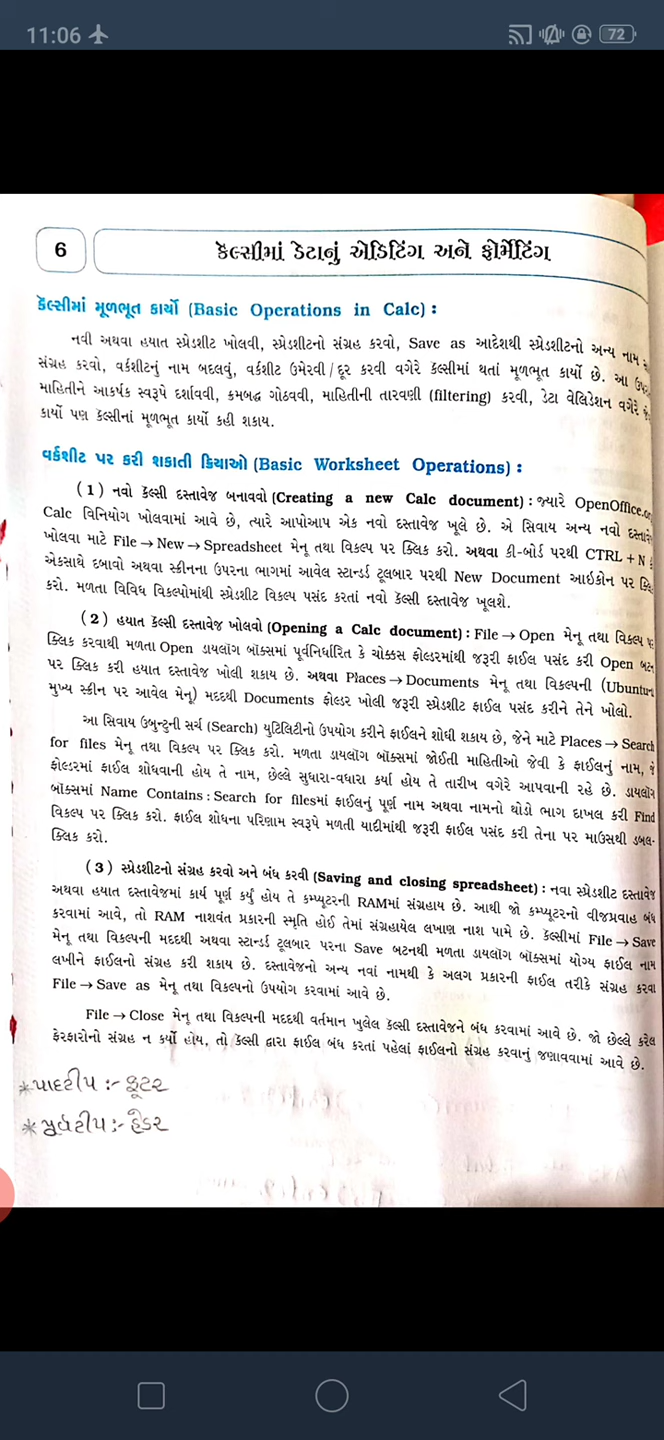 11:06
72
6
કૅલ્સીમાં ડેટાનું એડિટિંગ અને ફોર્મેટિંગ
કૅલ્સીમાં મૂળભૂત કાર્યો (Basic Operations in Calc) :
નવી અથવા હયાત સ્પ્રેડશીટ ખોલવી, સ્પ્રેડશીટનો સંગ્રહ કરવો, Save as આદેશથી સ્પ્રેડશીટનો અન્ય નામ
સંગ્રહ કરવો, વર્કશીટનું નામ બદલવું, વર્કશીટ ઉમેરવી / દૂર કરવી વગેરે કૅલ્સીમાં થતાં મૂળભૂત કાર્યો છે. આ
માહિતીને આકર્ષક સ્વરૂપે દર્શાવવી, ક્રમબદ્ધ ગોઠવવી, માહિતીની તારવણી (filtering) કરવી, ડેટા વેલિડેશન વગેરે
કાર્યો પણ કૅલ્સીનાં મૂળભૂત કાર્યો કહી શકાય.
વર્કશીટ પર કરી શકાતી ક્રિયાઓ (Basic Worksheet Operations) :
(1) નવો કૅલ્સી દસ્તાવેજ બનાવવો (Creating a new Calc document) : જ્યારે OpenOffice.
Calc વિનિયોગ ખોલવામાં આવે છે, ત્યારે આપોઆપ એક નવો દસ્તાવેજ ખૂલે છે. એ સિવાય અન્ય નવો
ખોલવા માટે File → New → Spreadsheet મેનૂ તથા વિકલ્પ પર ક્લિક કરો. અથવા કી-બોર્ડ પરથી CTRL + N
એકસાથે દબાવો અથવા સ્ક્રીનના ઉપરના ભાગમાં આવેલ સ્ટાન્ડર્ડ ટૂલબાર પરથી New Document આઇકોન પર
કરો. મળતા વિવિધ વિકલ્પોમાંથી સ્પ્રેડશીટ વિકલ્પ પસંદ કરતાં નવો કૅલ્સી દસ્તાવેજ ખૂલશે.
(2) હયાત કૅલ્સી દસ્તાવેજ ખોલવો (Opening a Calc document) : File → Open મેનૂ તથા વિકલ્પ
ક્લિક કરવાથી મળતા Open ડાયલૉગ બૉક્સમાં પૂર્વનિર્ધારિત કે ચોક્કસ ફોલ્ડરમાંથી જરૂરી ફાઈલ પસંદ કરી Open
પર ક્લિક કરી હયાત દસ્તાવેજ ખોલી શકાય છે. અથવા Places → Documents મેનૂ તથા વિકલ્પની
મુખ્ય સ્ક્રીન પર આવેલ મેનૂ) મદદથી Documents ફોલ્ડર ખોલી જરૂરી સ્પ્રેડશીટ ફાઈલ પસંદ કરીને તેને ખોલો.
આ સિવાય ઉબુન્ટુની સર્ચ (Search) યુટિલિટીનો ઉપયોગ કરીને ફાઈલને શોધી શકાય છે, જેને માટે Places → Search
for files મેનૂ તથા વિકલ્પ પર ક્લિક કરો. મળતા ડાયલૉગ બૉક્સમાં જોઈતી માહિતીઓ જેવી કે ફાઈલનું નામ, જે
ફોલ્ડરમાં ફાઈલ શોધવાની હોય તે નામ, છેલ્લે સુધારા-વધારા કર્યા હોય તે તારીખ વગેરે આપવાની રહે છે. ડાયલૉગ
બૉક્સમાં Name Contains : Search for filesમાં ફાઈલનું પૂર્ણ નામ અથવા નામનો થોડો ભાગ દાખલ કરી Find
વિકલ્પ પર ક્લિક કરો. ફાઈલ શોધના પરિણામ સ્વરૂપે મળતી યાદીમાંથી જરૂરી ફાઈલ પસંદ કરી તેના પર માઉસથી ડબલ-
ક્લિક કરો.
(3) સ્પ્રેડશીટનો સંગ્રહ કરવો અને બંધ કરવી (Saving and closing spreadsheet) : નવા સ્પ્રેડશીટ દસ્તાવેજ
અથવા હયાત દસ્તાવેજમાં કાર્ય પૂર્ણ કર્યું હોય તે કમ્પ્યૂટરની RAMમાં સંગ્રહાય છે. આથી જો કમ્પ્યૂટરનો વીજપ્રવાહ બંધ
કરવામાં આવે, તો RAM નાશવંત પ્રકારની સ્મૃતિ હોઈ તેમાં સંગ્રહાયેલ લખાણ નાશ પામે છે. કૅલ્સીમાં File → Save
મેનૂ તથા વિકલ્પની મદદથી અથવા સ્ટાન્ડર્ડ ટૂલબાર પરના Save બટનથી મળતા ડાયલૉગ બૉક્સમાં યોગ્ય ફાઈલ નામ
લખીને ફાઈલનો સંગ્રહ કરી શકાય છે. દસ્તાવેજનો અન્ય નવાં નામથી કે અલગ પ્રકારની ફાઈલ તરીકે સંગ્રહ કરવા
File → Save as મેનૂ તથા વિકલ્પનો ઉપયોગ કરવામાં આવે છે.
File → Close મેનૂ તથા વિકલ્પની મદદથી વર્તમાન ખુલેલ કૅલ્સી દસ્તાવેજને બંધ કરવામાં આવે છે. જો છેલ્લે કરેલ
ફેરફારોનો સંગ્રહ ન કર્યો હોય, તો કૅલ્સી દ્વારા ફાઈલ બંધ કરતાં પહેલાં ફાઈલનો સંગ્રહ કરવાનું જણાવવામાં આવે છે.
* પાદટીપ :- ફૂટર
* પૂર્વટીપ :- હેડર